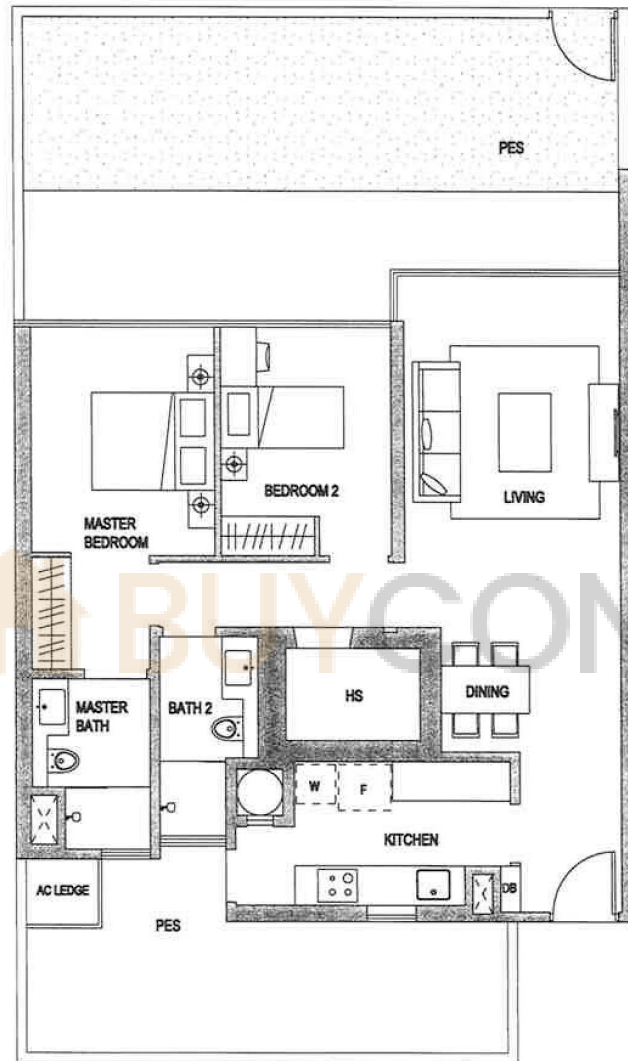 PES
BEDROOM 2
LIVING
MASTER
BEDROOM
BUYCON
HS
DINING
MASTER
BATH
BATH 2
W
F
KITCHEN
AC LEDGE
DB
PES